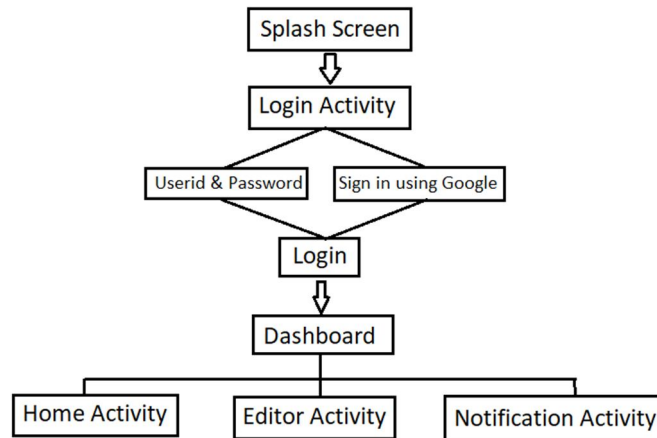 Splash Screen
Login Activity
Userid & Password
Sign in using Google
Login
Dashboard
Home Activity
Editor Activity
Notification Activity